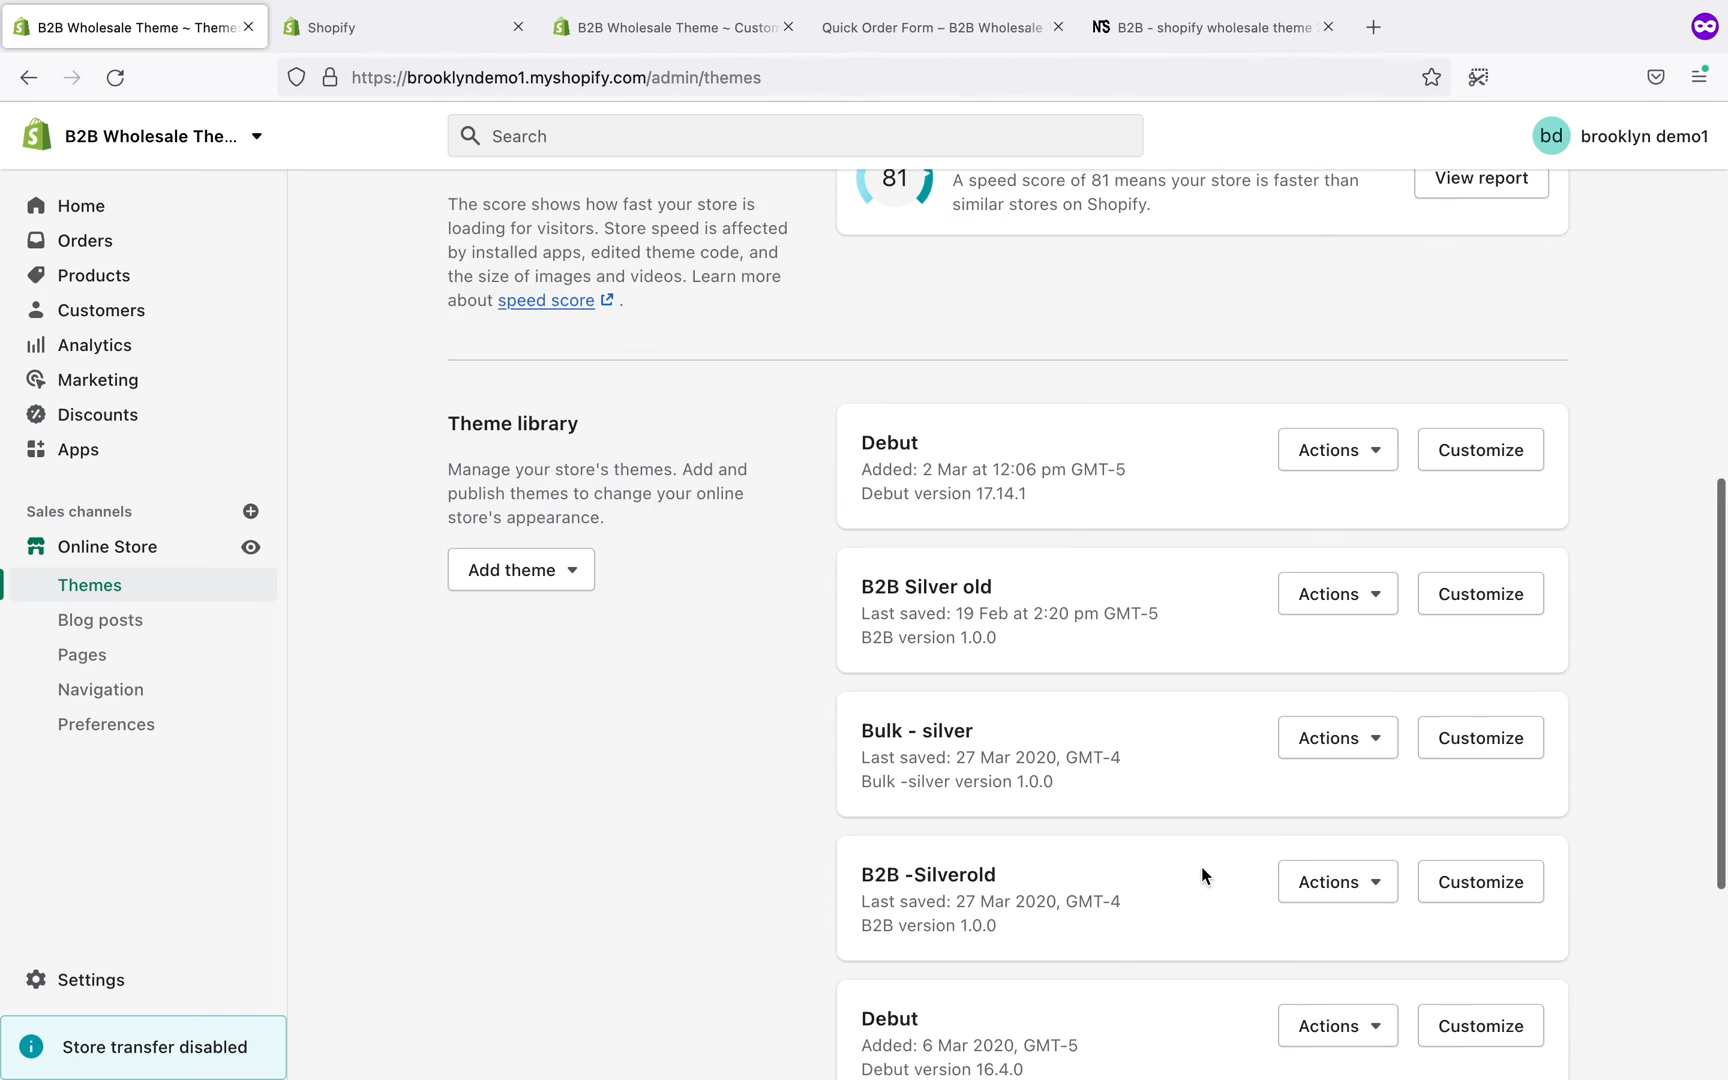 B2B Wholesale Theme ~ Theme
Shopify
B2B Wholesale Theme ~ Custom
Quick Order Form – B2B Wholesale
NS B2B - shopify wholesale theme
https://brooklyndemo1.myshopify.com/admin/themes
B2B Wholesale The...
Search
bd brooklyn demo1
Home
Orders
Products
Customers
Analytics
Marketing
Discounts
Apps
Sales channels
Online Store
Themes
Blog posts
Pages
Navigation
Preferences
Settings
Store transfer disabled
The score shows how fast your store is
loading for visitors. Store speed is affected
by installed apps, edited theme code, and
the size of images and videos. Learn more
about speed score .
81
A speed score of 81 means your store is faster than
similar stores on Shopify.
View report
Theme library
Manage your store's themes. Add and
publish themes to change your online
store's appearance.
Add theme
Debut
Added: 2 Mar at 12:06 pm GMT-5
Debut version 17.14.1
Actions Customize
B2B Silver old
Last saved: 19 Feb at 2:20 pm GMT-5
B2B version 1.0.0
Actions Customize
Bulk - silver
Last saved: 27 Mar 2020, GMT-4
Bulk -silver version 1.0.0
Actions Customize
B2B -Silverold
Last saved: 27 Mar 2020, GMT-4
B2B version 1.0.0
Actions Customize
Debut
Added: 6 Mar 2020, GMT-5
Debut version 16.4.0
Actions Customize